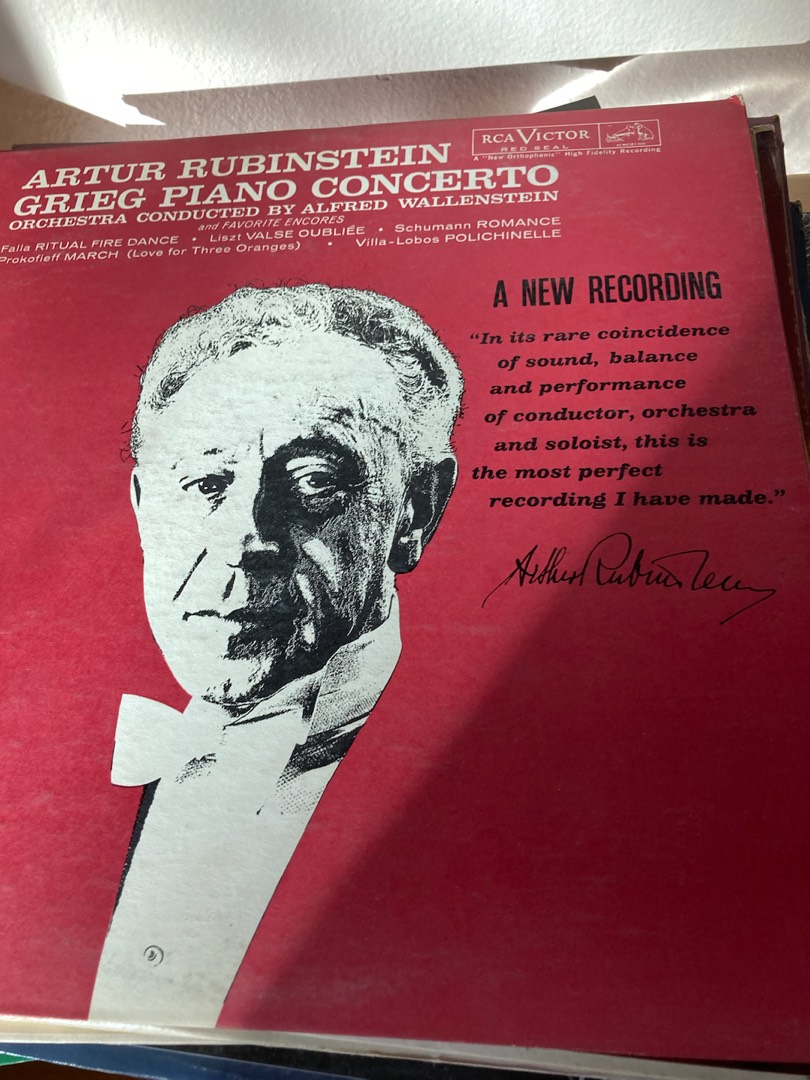 RCA VICTOR
RED SEAL
A "New Orthophonic" High Fidelity Recording
ARTUR RUBINSTEIN
GRIEG PIANO CONCERTO
ORCHESTRA CONDUCTED BY ALFRED WALLENSTEIN
and FAVORITE ENCORES
Falla RITUAL FIRE DANCE • Liszt VALSE OUBLIÉE • Schumann ROMANCE
Prokofieff MARCH (Love for Three Oranges) • Villa-Lobos POLICHINELLE
A NEW RECORDING
“In its rare coincidence
of sound, balance
and performance
of conductor, orchestra
and soloist, this is
the most perfect
recording I have made.”
Arthur Rubinstein